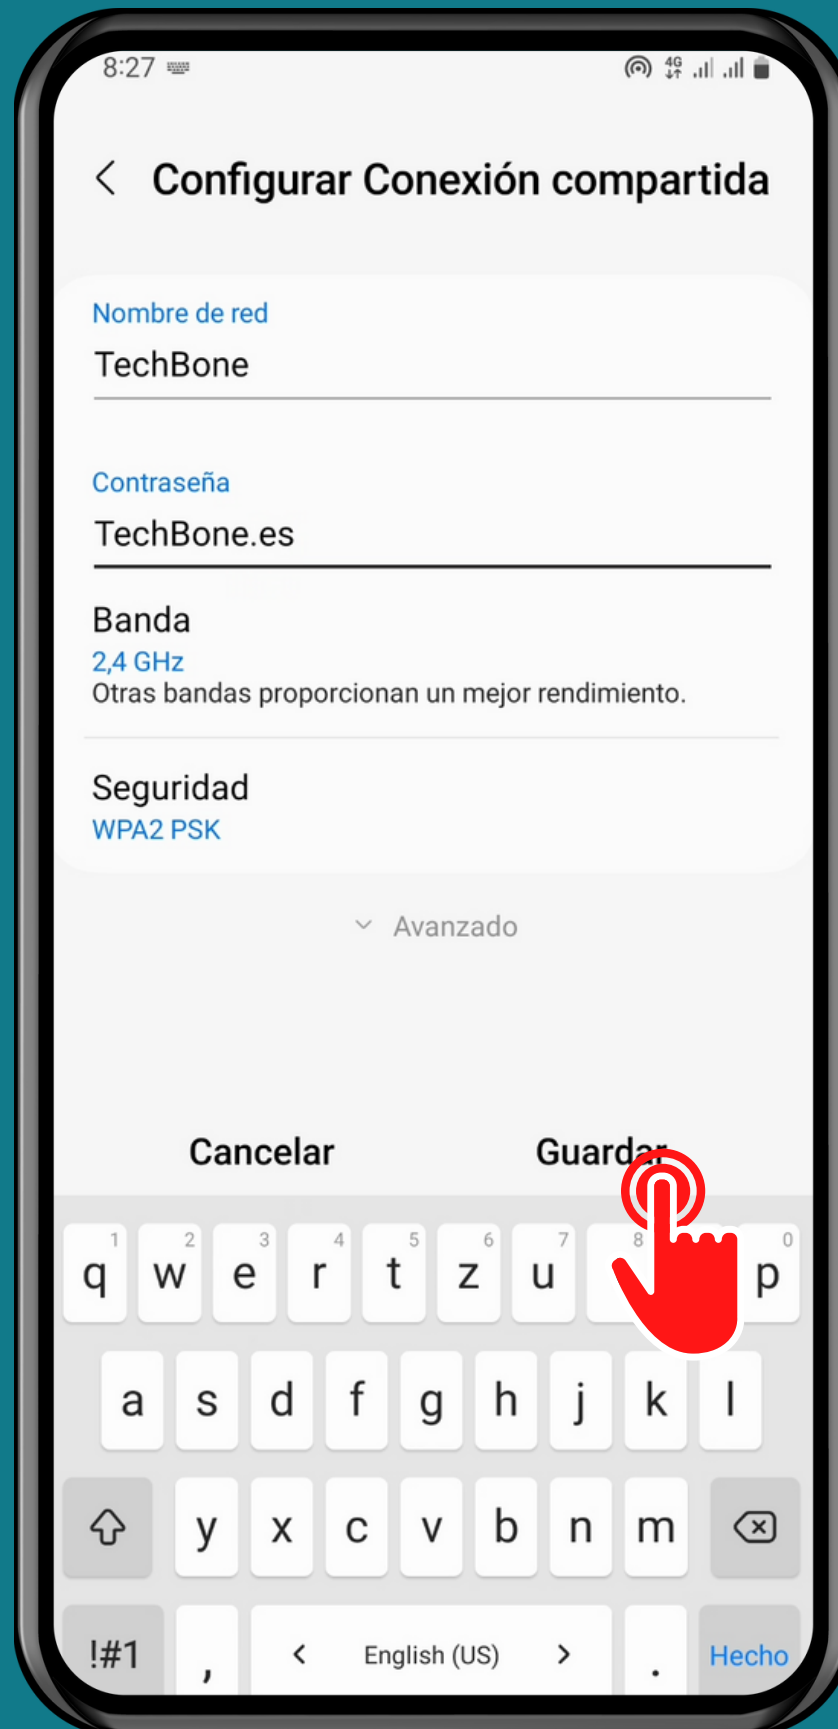 8:27 4G
Configurar Conexión compartida
Nombre de red
TechBone
Contraseña
TechBone.es
Banda
2,4 GHz
Otras bandas proporcionan un mejor rendimiento.
Seguridad
WPA2 PSK
Avanzado
Cancelar Guardar
1 2 3 4 5 6 7 8 0
q w e r t z u p
a s d f g h j k l
y x c v b n m
!#1 , < English (US) > . Hecho